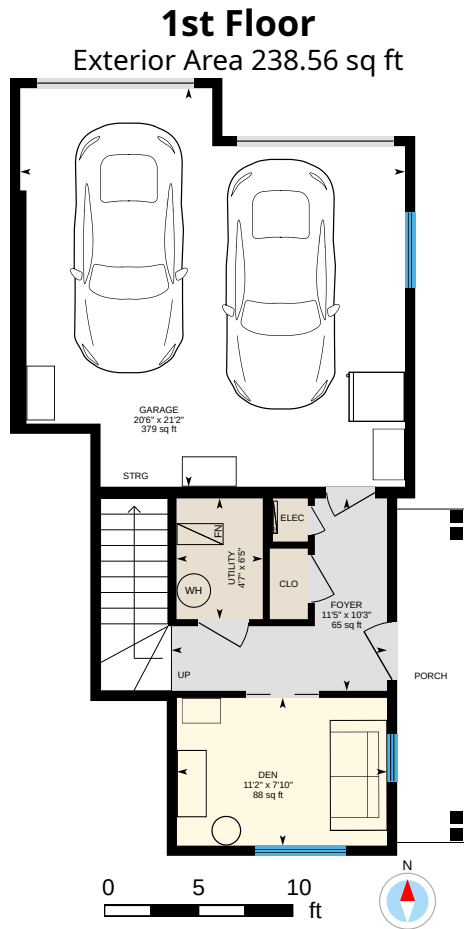 1st Floor
Exterior Area 238.56 sq ft
GARAGE
20'6" x 21'2"
379 sq ft
STRG
FN
ELEC
UTILITY
4'7" x 6'5"
WH
CLO
FOYER
11'5" x 10'3"
65 sq ft
UP
PORCH
DEN
11'2" x 7'10"
88 sq ft
N
0 5 10
ft